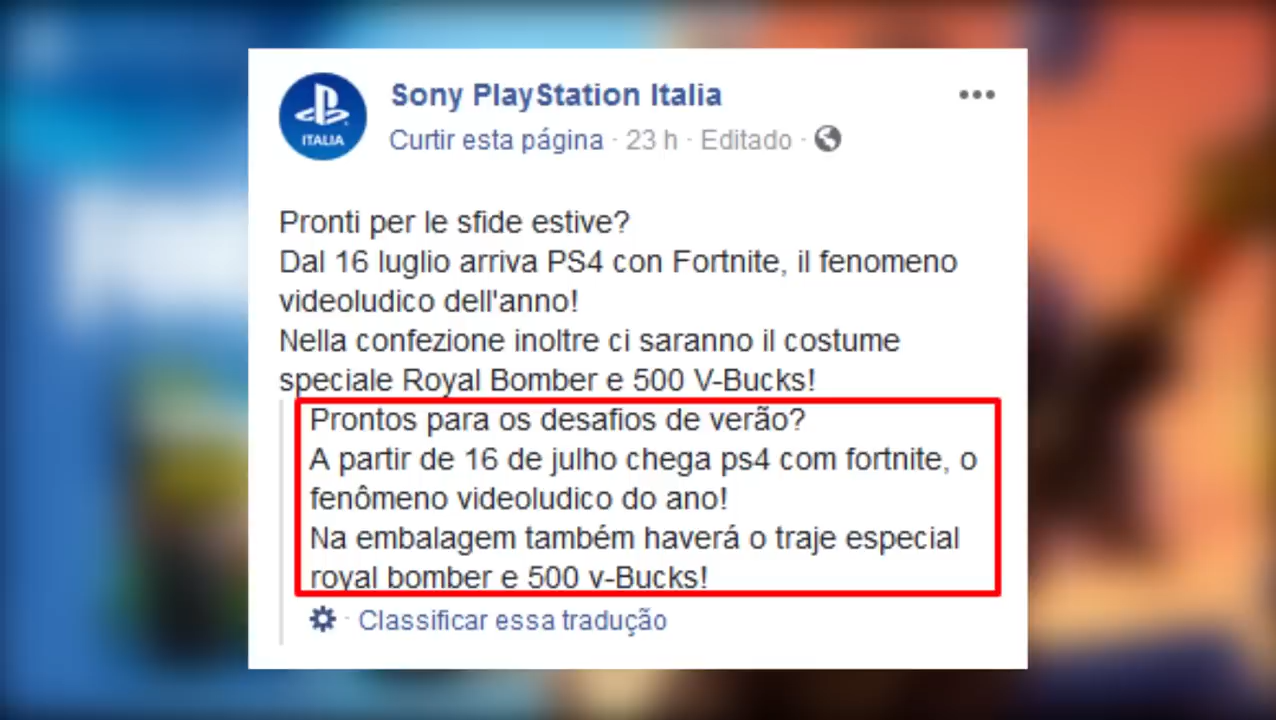 Sony PlayStation Italia
ITALIA
Curtir esta página · 23 h · Editado ·
Pronti per le sfide estive?
Dal 16 luglio arriva PS4 con Fortnite, il fenomeno
videoludico dell'anno!
Nella confezione inoltre ci saranno il costume
speciale Royal Bomber e 500 V-Bucks!
Prontos para os desafios de verão?
A partir de 16 de julho chega ps4 com fortnite, o
fenômeno videoludico do ano!
Na embalagem também haverá o traje especial
royal bomber e 500 v-Bucks!
· Classificar essa tradução